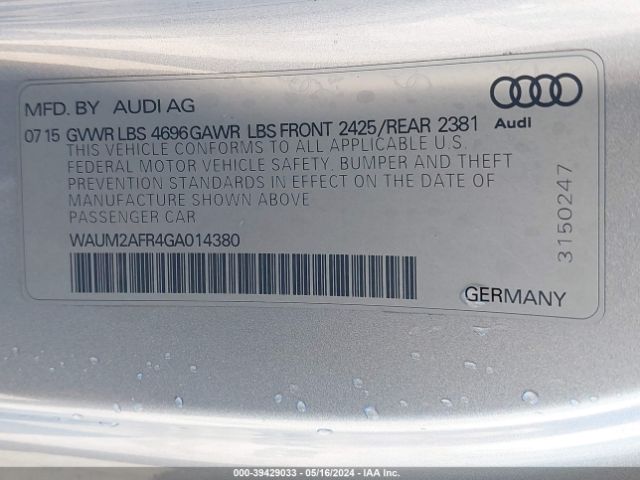 MFD. BY AUDI AG
07 15 GVWR LBS 4696 GAWR LBS FRONT 2425/REAR 2381
Audi
THIS VEHICLE CONFORMS TO ALL APPLICABLE U.S.
FEDERAL MOTOR VEHICLE SAFETY, BUMPER AND THEFT
PREVENTION STANDARDS IN EFFECT ON THE DATE OF
MANUFACTURE SHOWN ABOVE
PASSENGER CAR
WAUM2AFR4GA014380
3150247
GERMANY
000-39429033 - 05/16/2024 - IAA Inc.